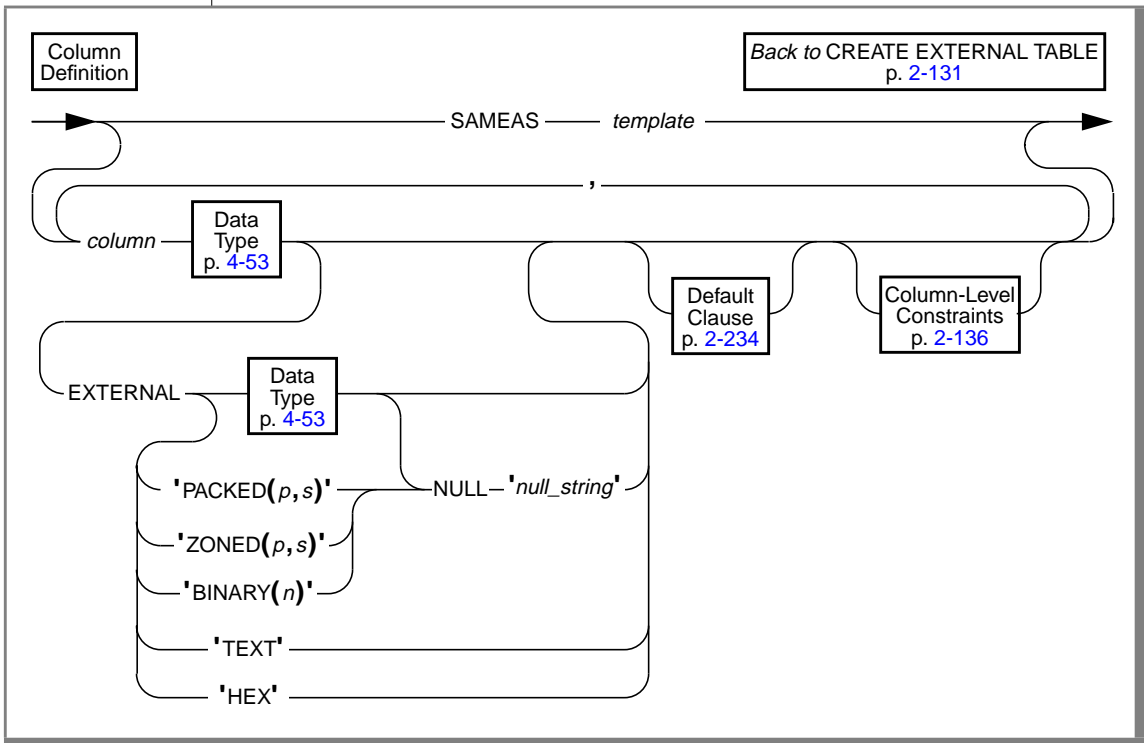 Column
Definition
Back to CREATE EXTERNAL TABLE
p. 2-131
SAMEAS template
,
column
Data
Type
p. 4-53
Default
Clause
p. 2-234
Column-Level
Constraints
p. 2-136
EXTERNAL
Data
Type
p. 4-53
'PACKED(p,s)' NULL 'null_string'
'ZONED(p,s)'
'BINARY(n)'
'TEXT'
'HEX'